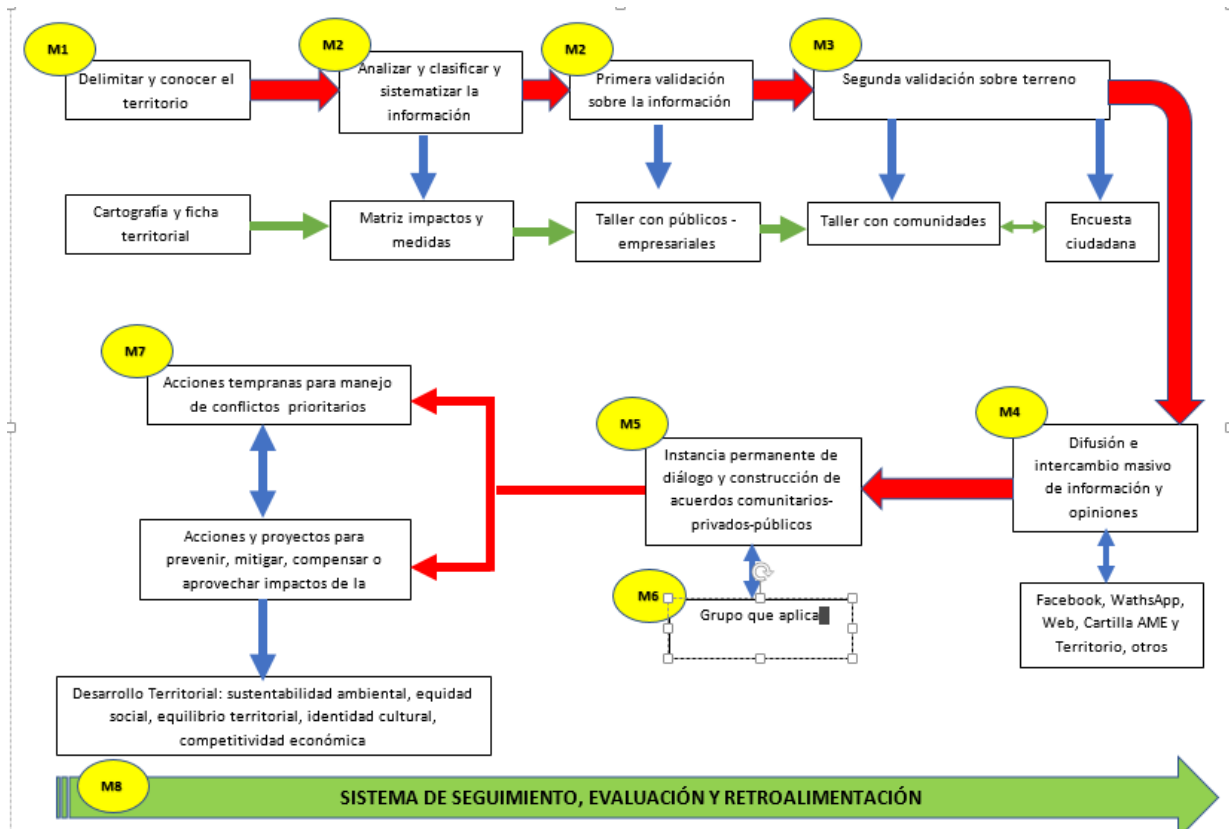 M1
Delimitar y conocer el
territorio
M2
Analizar y clasificar y
sistematizar la
información
M2
Primera validación
sobre la información
M3
Segunda validación sobre terreno
Cartografía y ficha
territorial
Matriz impactos y
medidas
Taller con públicos -
empresariales
Taller con comunidades
Encuesta
ciudadana
M7
Acciones tempranas para manejo
de conflictos prioritarios
M5
Instancia permanente de
diálogo y construcción de
acuerdos comunitarios-
privados-públicos
M4
Difusión e
intercambio masivo
de información y
opiniones
Acciones y proyectos para
prevenir, mitigar, compensar o
aprovechar impactos de la
M6
Grupo que aplica
Facebook, WathsApp,
Web, Cartilla AME y
Territorio, otros
Desarrollo Territorial: sustentabilidad ambiental, equidad
social, equilibrio territorial, identidad cultural,
competitividad económica
M8
SISTEMA DE SEGUIMIENTO, EVALUACIÓN Y RETROALIMENTACIÓN